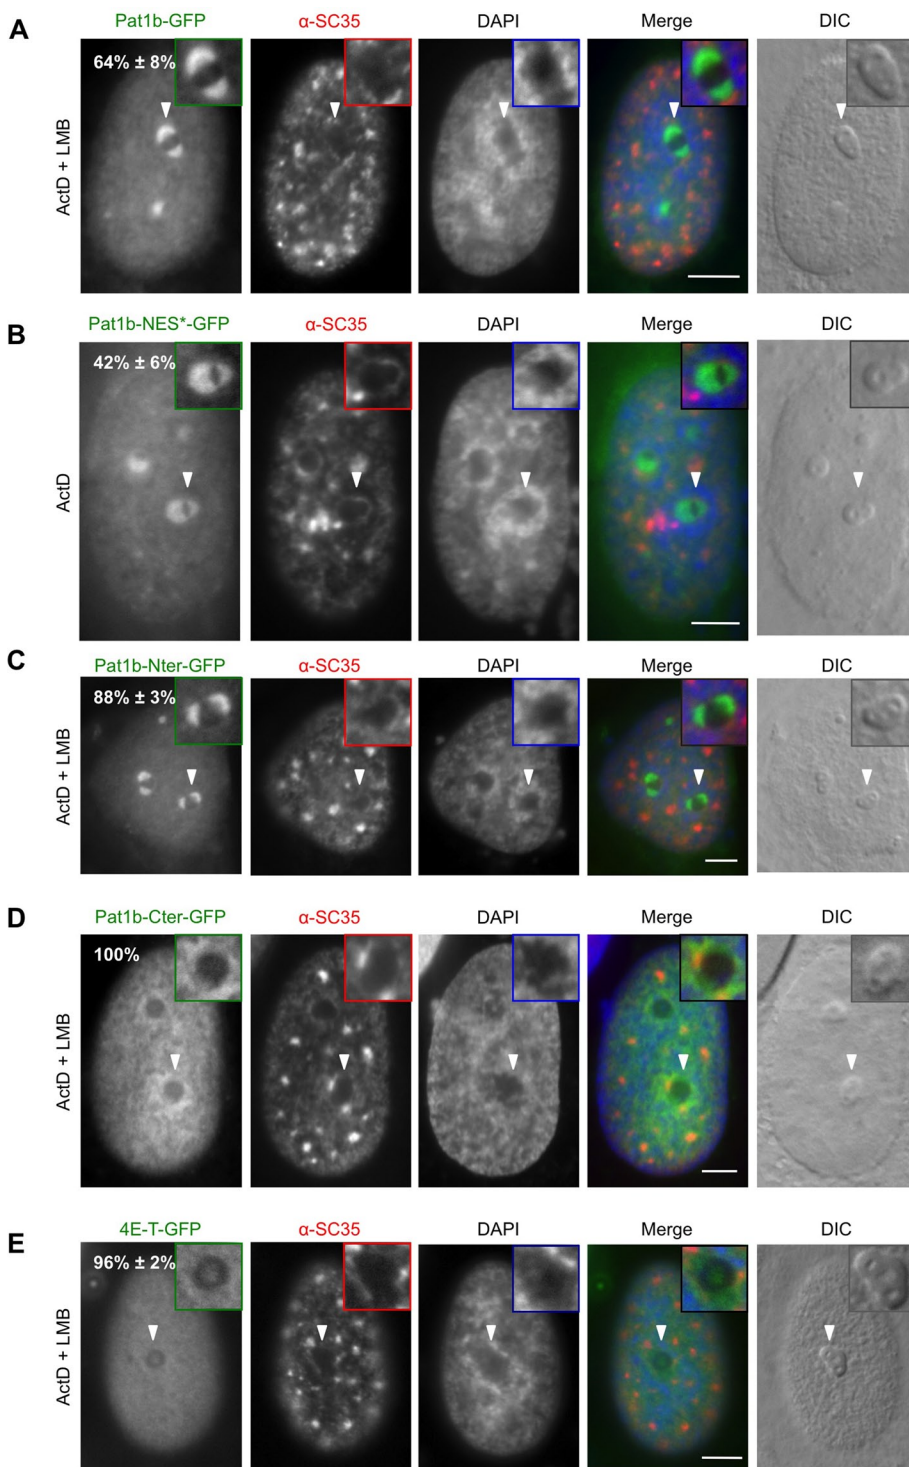 A
Pat1b-GFP α-SC35 DAPI Merge DIC
64% ± 8%
ActD + LMB
B
Pat1b-NES*-GFP α-SC35 DAPI Merge DIC
42% ± 6%
ActD
C
Pat1b-Nter-GFP α-SC35 DAPI Merge DIC
88% ± 3%
ActD + LMB
D
Pat1b-Cter-GFP α-SC35 DAPI Merge DIC
100%
ActD + LMB
E
4E-T-GFP α-SC35 DAPI Merge DIC
96% ± 2%
ActD + LMB